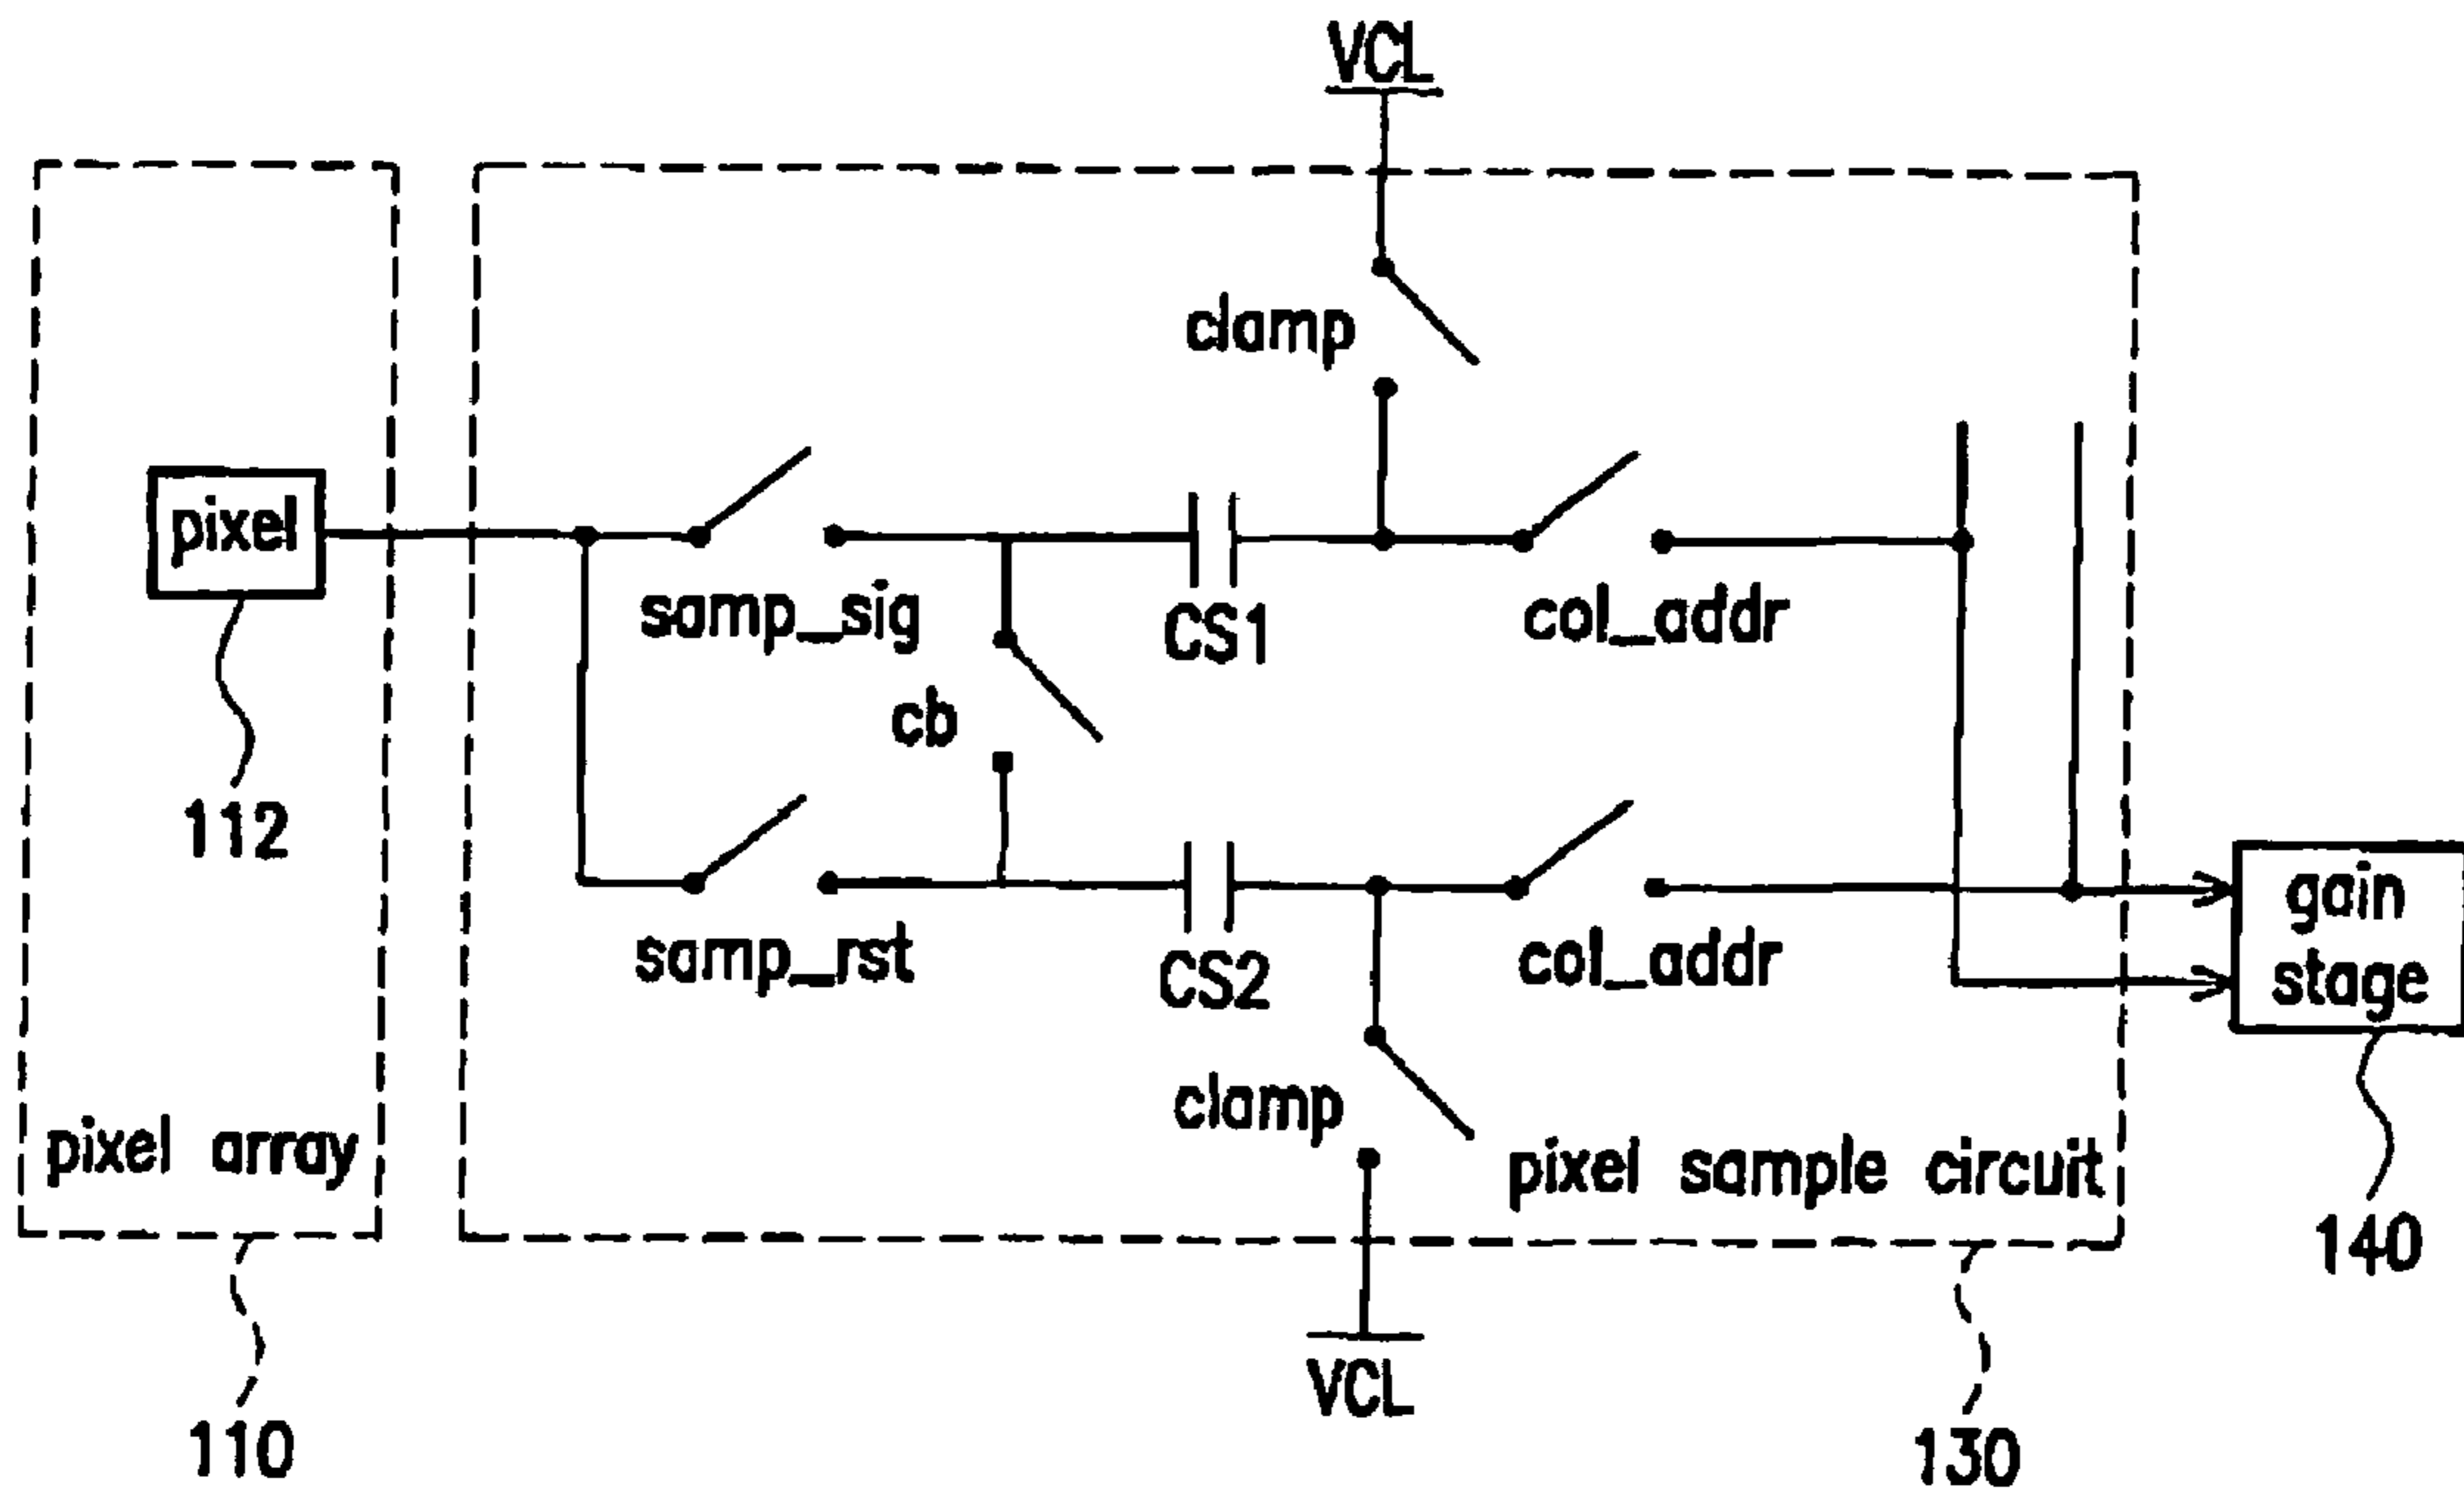 VCL
clamp
pixel
samp_sig
CS1
col_addr
cb
112
samp_rst
CS2
col_addr
gain
stage
clamp
pixel array
pixel sample circuit
140
VCL
110
130